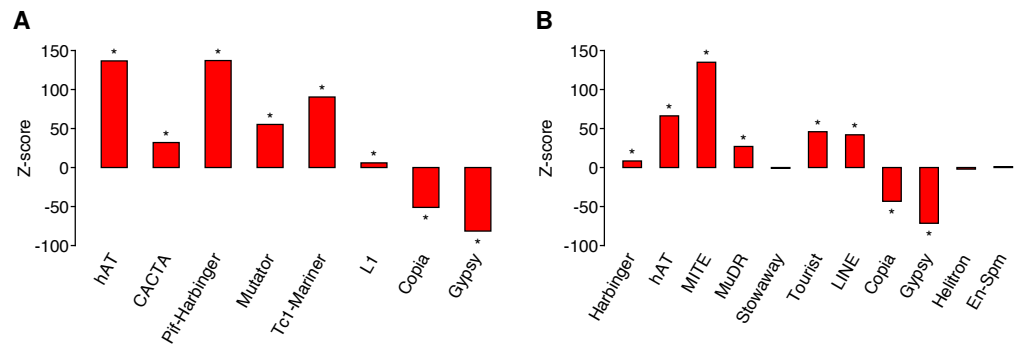 A
B
Z-score
150
100
50
0
-50
-100
*
*
*
*
*
*
*
*
hAT
CACTA
Pif-Harbinger
Mutator
Tc1-Mariner
L1
Copia
Gypsy
Z-score
150
100
50
0
-50
-100
*
*
*
*
*
*
*
*
Harbinger
hAT
MITE
MuDR
Stowaway
Tourist
LINE
Copia
Gypsy
Helitron
En-Spm